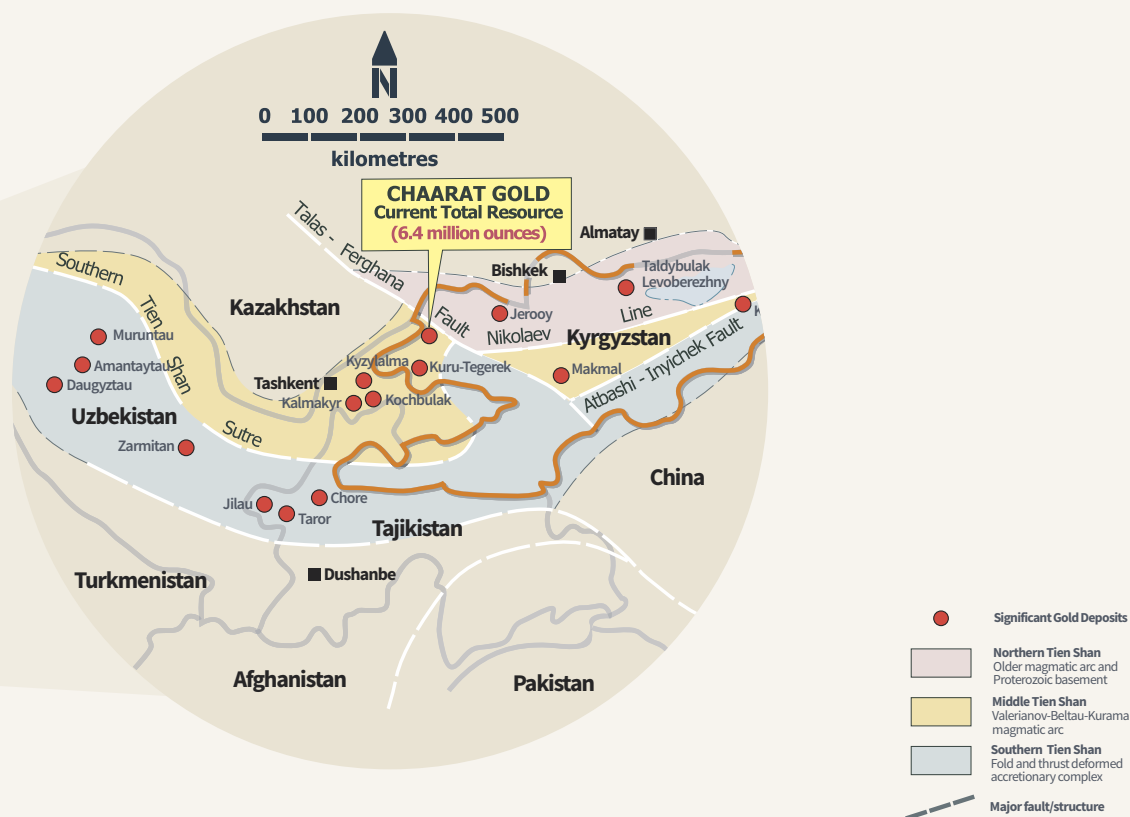 N
0 100 200 300 400 500
kilometres
CHAARAT GOLD
Current Total Resource
(6.4 million ounces)
Talas - Ferghana
Fault
Almatay
Bishkek
Taldybulak
Levoberezhny
Jerooy
Nikolaev
Line
Kyrgyzstan
K
Southern
Tien
Shan
Sutre
Kazakhstan
Muruntau
Amantaytau
Daugyztau
Uzbekistan
Zarmitan
Tashkent
Kyzylalma
Kuru-Tegerek
Kalmakyr
Kochbulak
Makmal
Atbashi - Inyichek Fault
China
Jilau
Chore
Taror
Tajikistan
Dushanbe
Turkmenistan
Afghanistan
Pakistan
Significant Gold Deposits
Northern Tien Shan
Older magmatic arc and
Proterozoic basement
Middle Tien Shan
Valerianov-Beltau-Kurama
magmatic arc
Southern Tien Shan
Fold and thrust deformed
accretionary complex
Major fault/structure